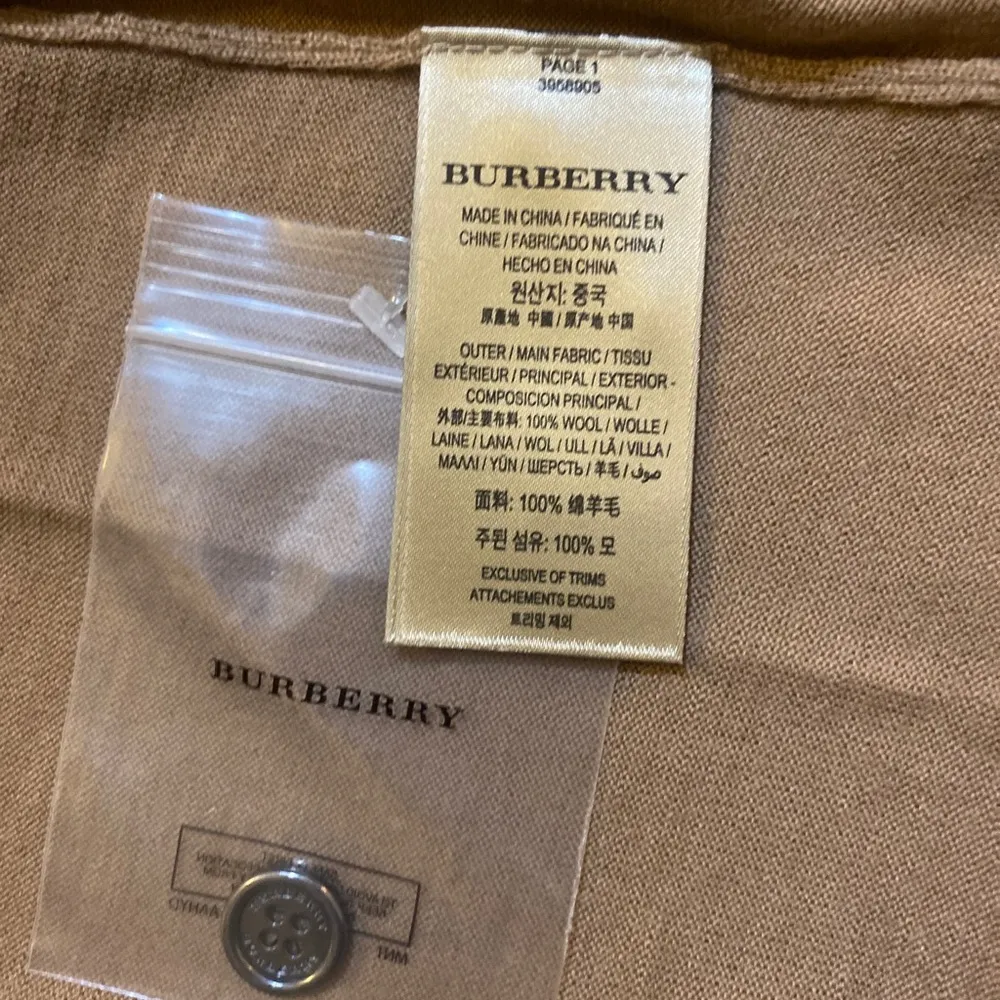 PAGE 1
3958905
BURBERRY
MADE IN CHINA / FABRIQUÉ EN
CHINE / FABRICADO NA CHINA /
HECHO EN CHINA
원산지: 중국
原產地 中國 / 原产地 中国
OUTER / MAIN FABRIC / TISSU
EXTÉRIEUR / PRINCIPAL / EXTERIOR -
COMPOSICION PRINCIPAL /
外部/主要布料: 100% WOOL / WOLLE /
LAINE / LANA / WOL / ULL / LÃ / VILLA /
ΜΑΛΛΙ / YÜN / ШЕРСТЬ / 羊毛 / صوف
面料: 100% 绵羊毛
주된 섬유: 100% 모
EXCLUSIVE OF TRIMS
ATTACHEMENTS EXCLUS
트리밍 제외
BURBERRY